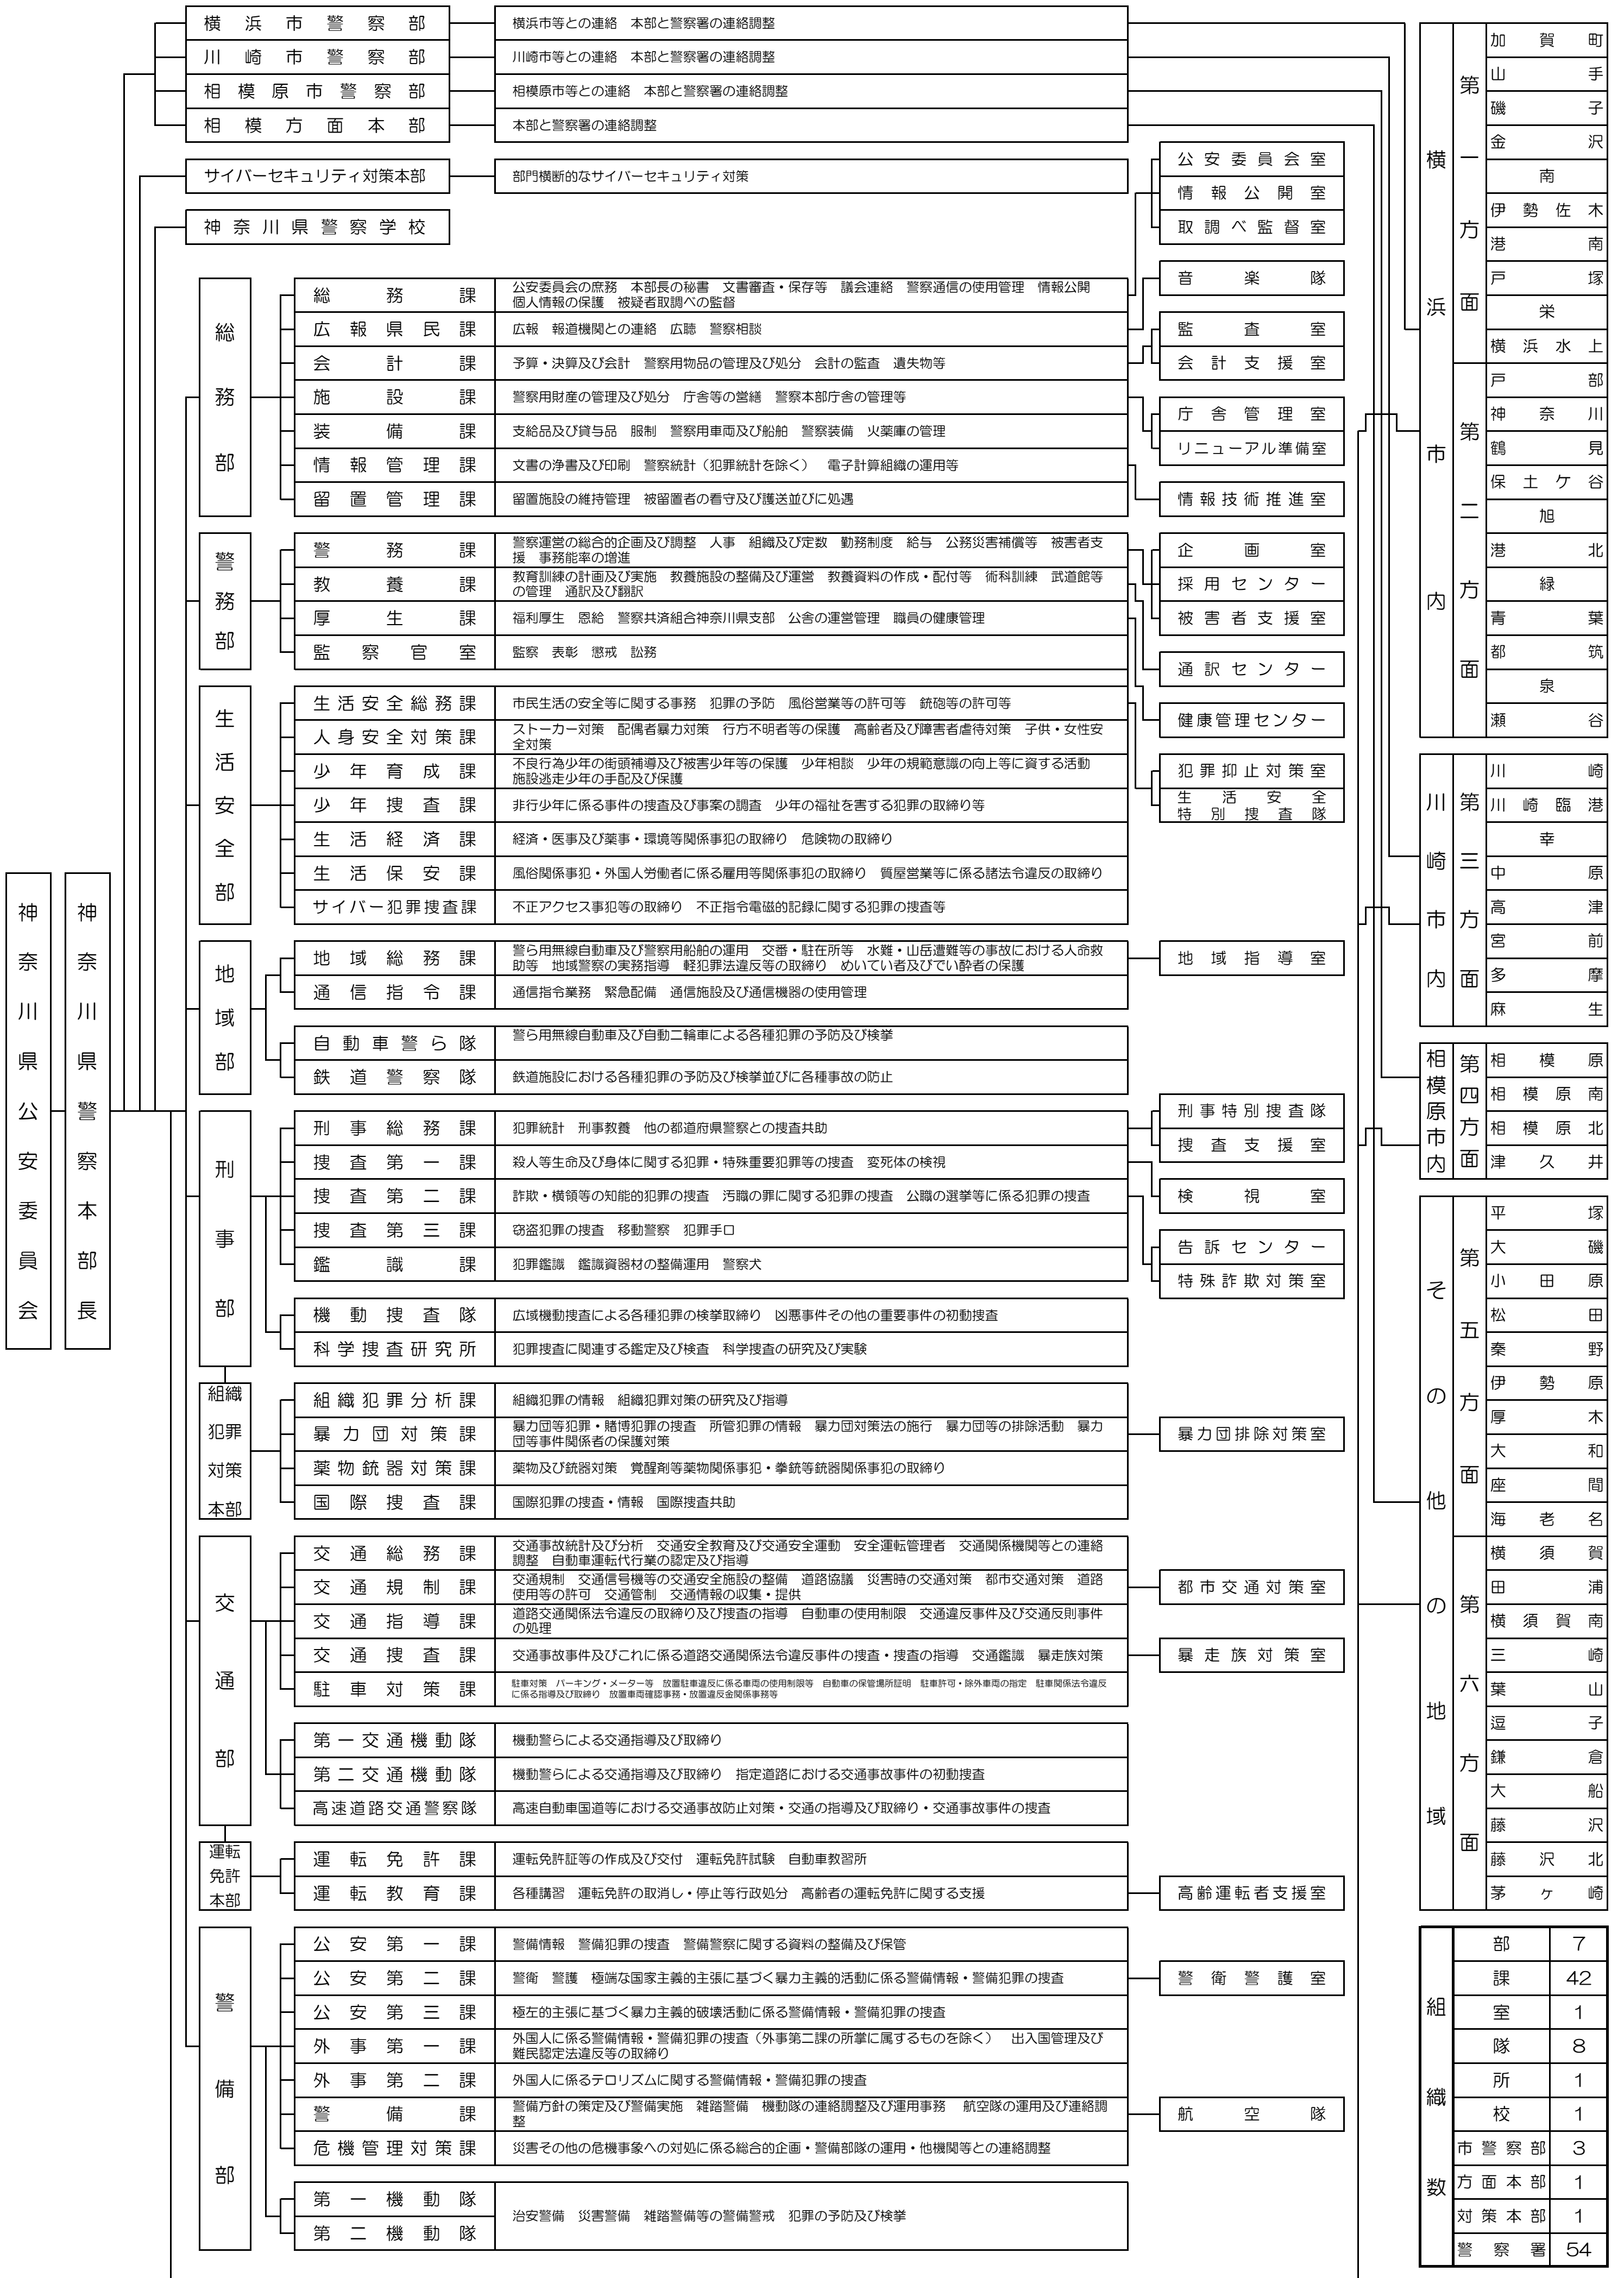 神奈川県公安委員会
神奈川県警察本部長
横浜市警察部
横浜市等との連絡　本部と警察署の連絡調整
川崎市警察部
川崎市等との連絡　本部と警察署の連絡調整
相模原市警察部
相模原市等との連絡　本部と警察署の連絡調整
相模方面本部
本部と警察署の連絡調整
サイバーセキュリティ対策本部
部門横断的なサイバーセキュリティ対策
神奈川県警察学校
総務部
総務課
公安委員会の庶務　本部長の秘書　文書審査・保存等　議会連絡　警察通信の使用管理　情報公開
個人情報の保護　被疑者取調べの監督
公安委員会室
情報公開室
取調べ監督室
広報県民課
広報　報道機関との連絡　広聴　警察相談
音楽隊
会計課
予算・決算及び会計　警察用物品の管理及び処分　会計の監査　遺失物等
監査室
会計支援室
施設課
警察用財産の管理及び処分　庁舎等の営繕　警察本部庁舎の管理等
庁舎管理室
リニューアル準備室
装備課
支給品及び貸与品　服制　警察用車両及び船舶　警察装備　火薬庫の管理
情報管理課
文書の浄書及び印刷　警察統計（犯罪統計を除く）　電子計算組織の運用等
情報技術推進室
留置管理課
留置施設の維持管理　被留置者の看守及び護送並びに処遇
警務部
警務課
警察運営の総合的企画及び調整　人事　組織及び定数　勤務制度　給与　公務災害補償等　被害者支
援　事務能率の増進
企画室
採用センター
被害者支援室
教養課
教育訓練の計画及び実施　教養施設の整備及び運営　教養資料の作成・配付等　術科訓練　武道館等
の管理　通訳及び翻訳
通訳センター
厚生課
福利厚生　恩給　警察共済組合神奈川県支部　公舎の運営管理　職員の健康管理
健康管理センター
監察官室
監察　表彰　懲戒　訟務
生活安全部
生活安全総務課
市民生活の安全等に関する事務　犯罪の予防　風俗営業等の許可等　銃砲等の許可等
犯罪抑止対策室
生活安全
特別捜査隊
人身安全対策課
ストーカー対策　配偶者暴力対策　行方不明者等の保護　高齢者及び障害者虐待対策　子供・女性安
全対策
少年育成課
不良行為少年の街頭補導及び被害少年等の保護　少年相談　少年の規範意識の向上等に資する活動
施設逃走少年の手配及び保護
少年捜査課
非行少年に係る事件の捜査及び事案の調査　少年の福祉を害する犯罪の取締り等
生活経済課
経済・医事及び薬事・環境等関係事犯の取締り　危険物の取締り
生活保安課
風俗関係事犯・外国人労働者に係る雇用等関係事犯の取締り　質屋営業等に係る諸法令違反の取締り
サイバー犯罪捜査課
不正アクセス事犯等の取締り　不正指令電磁的記録に関する犯罪の捜査等
地域部
地域総務課
警ら用無線自動車及び警察用船舶の運用　交番・駐在所等　水難・山岳遭難等の事故における人命救
助等　地域警察の実務指導　軽犯罪法違反等の取締り　めいてい者及びでい酔者の保護
地域指導室
通信指令課
通信指令業務　緊急配備　通信施設及び通信機器の使用管理
自動車警ら隊
警ら用無線自動車及び自動二輪車による各種犯罪の予防及び検挙
鉄道警察隊
鉄道施設における各種犯罪の予防及び検挙並びに各種事故の防止
刑事部
刑事総務課
犯罪統計　刑事教養　他の都道府県警察との捜査共助
刑事特別捜査隊
捜査支援室
捜査第一課
殺人等生命及び身体に関する犯罪・特殊重要犯罪等の捜査　変死体の検視
検視室
捜査第二課
詐欺・横領等の知能的犯罪の捜査　汚職の罪に関する犯罪の捜査　公職の選挙等に係る犯罪の捜査
告訴センター
特殊詐欺対策室
捜査第三課
窃盗犯罪の捜査　移動警察　犯罪手口
鑑識課
犯罪鑑識　鑑識資器材の整備運用　警察犬
機動捜査隊
広域機動捜査による各種犯罪の検挙取締り　凶悪事件その他の重要事件の初動捜査
科学捜査研究所
犯罪捜査に関連する鑑定及び検査　科学捜査の研究及び実験
組織
犯罪
対策
本部
組織犯罪分析課
組織犯罪の情報　組織犯罪対策の研究及び指導
暴力団対策課
暴力団等犯罪・賭博犯罪の捜査　所管犯罪の情報　暴力団対策法の施行　暴力団等の排除活動　暴力
団等事件関係者の保護対策
暴力団排除対策室
薬物銃器対策課
薬物及び銃器対策　覚醒剤等薬物関係事犯・拳銃等銃器関係事犯の取締り
国際捜査課
国際犯罪の捜査・情報　国際捜査共助
交通部
交通総務課
交通事故統計及び分析　交通安全教育及び交通安全運動　安全運転管理者　交通関係機関等との連絡
調整　自動車運転代行業の認定及び指導
交通規制課
交通規制　交通信号機等の交通安全施設の整備　道路協議　災害時の交通対策　都市交通対策　道路
使用等の許可　交通管制　交通情報の収集・提供
都市交通対策室
交通指導課
道路交通関係法令違反の取締り及び捜査の指導　自動車の使用制限　交通違反事件及び交通反則事件
の処理
交通捜査課
交通事故事件及びこれに係る道路交通関係法令違反事件の捜査・捜査の指導　交通鑑識　暴走族対策
暴走族対策室
駐車対策課
駐車対策　パーキング・メーター等　放置駐車違反に係る車両の使用制限等　自動車の保管場所証明　駐車許可・除外車両の指定　駐車関係法令違反
に係る指導及び取締り　放置車両確認事務・放置違反金関係事務等
第一交通機動隊
機動警らによる交通指導及び取締り
第二交通機動隊
機動警らによる交通指導及び取締り　指定道路における交通事故事件の初動捜査
高速道路交通警察隊
高速自動車国道等における交通事故防止対策・交通の指導及び取締り・交通事故事件の捜査
運転
免許
本部
運転免許課
運転免許証等の作成及び交付　運転免許試験　自動車教習所
運転教育課
各種講習　運転免許の取消し・停止等行政処分　高齢者の運転免許に関する支援
高齢運転者支援室
警備部
公安第一課
警備情報　警備犯罪の捜査　警備警察に関する資料の整備及び保管
公安第二課
警衛　警護　極端な国家主義的主張に基づく暴力主義的活動に係る警備情報・警備犯罪の捜査
警衛警護室
公安第三課
極左的主張に基づく暴力主義的破壊活動に係る警備情報・警備犯罪の捜査
外事第一課
外国人に係る警備情報・警備犯罪の捜査（外事第二課の所掌に属するものを除く）　出入国管理及び
難民認定法違反等の取締り
外事第二課
外国人に係るテロリズムに関する警備情報・警備犯罪の捜査
警備課
警備方針の策定及び警備実施　雑踏警備　機動隊の連絡調整及び運用事務　航空隊の運用及び連絡調
整
航空隊
危機管理対策課
災害その他の危機事象への対処に係る総合的企画・警備部隊の運用・他機関等との連絡調整
第一機動隊
第二機動隊
治安警備　災害警備　雑踏警備等の警備警戒　犯罪の予防及び検挙
横浜市内
第一方面
加賀町
山手
磯子
金沢
南
伊勢佐木
港南
戸塚
栄
横浜水上
第二方面
戸部
神奈川
鶴見
保土ケ谷
旭
港北
緑
青葉
都筑
泉
瀬谷
川崎市内
第三方面
川崎
川崎臨港
幸
中原
高津
宮前
多摩
麻生
相模原市内
第四方面
相模原
相模原南
相模原北
津久井
その他の地域
第五方面
平塚
大磯
小田原
松田
秦野
伊勢原
厚木
大和
座間
海老名
第六方面
横須賀
田浦
横須賀南
三崎
葉山
逗子
鎌倉
大船
藤沢
藤沢北
茅ヶ崎
組織数
部　7
課　42
室　1
隊　8
所　1
校　1
市警察部　3
方面本部　1
対策本部　1
警察署　54